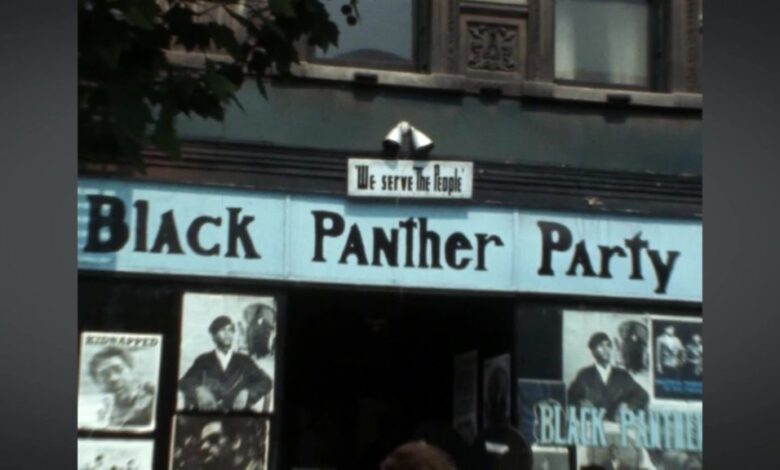 'We serve The People'
Black Panther Party
KIDNAPPED
BLACK PANTHER